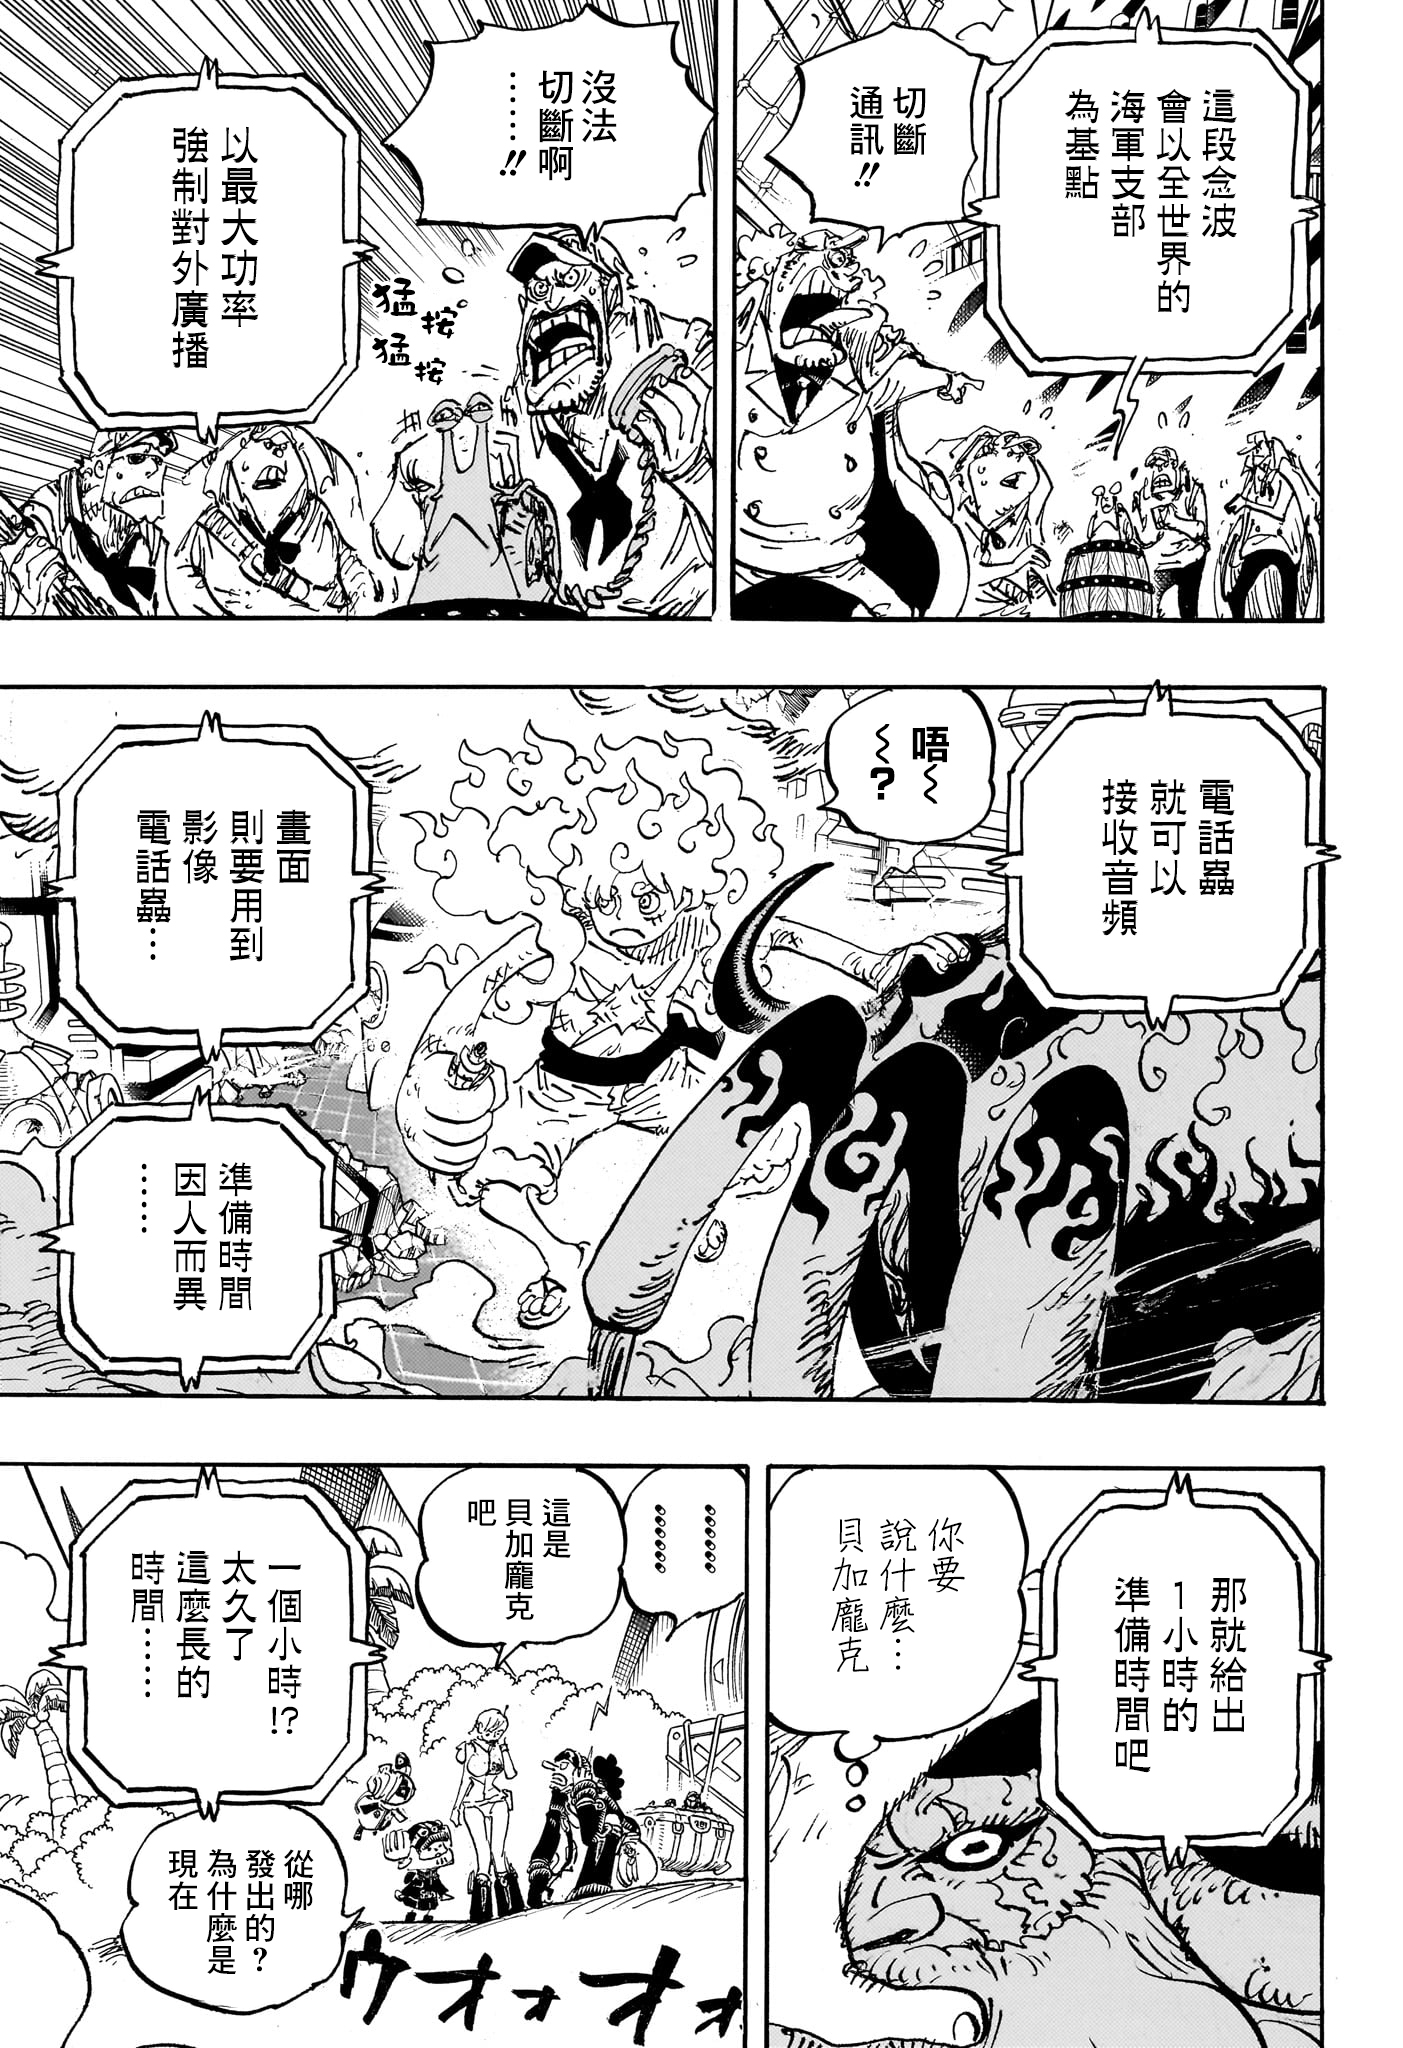 這段念波
會以全世界的
海軍支部
為基點
切斷
通訊!!
沒法
切斷啊
……!!
猛按
猛按
以最大功率
強制對外廣播
電話蟲
就可以
接收音頻
唔～
～?
畫面
則要用到
影像
電話蟲…
準備時間
因人而異
……
那就給出
1小時的
準備時間吧
你要
說什麼…
貝加龐克
………
………
這是
貝加龐克
吧
一個小時!?
太久了
這麼長的
時間……
從哪
發出的?
為什麼是
現在
ウオォオオォ